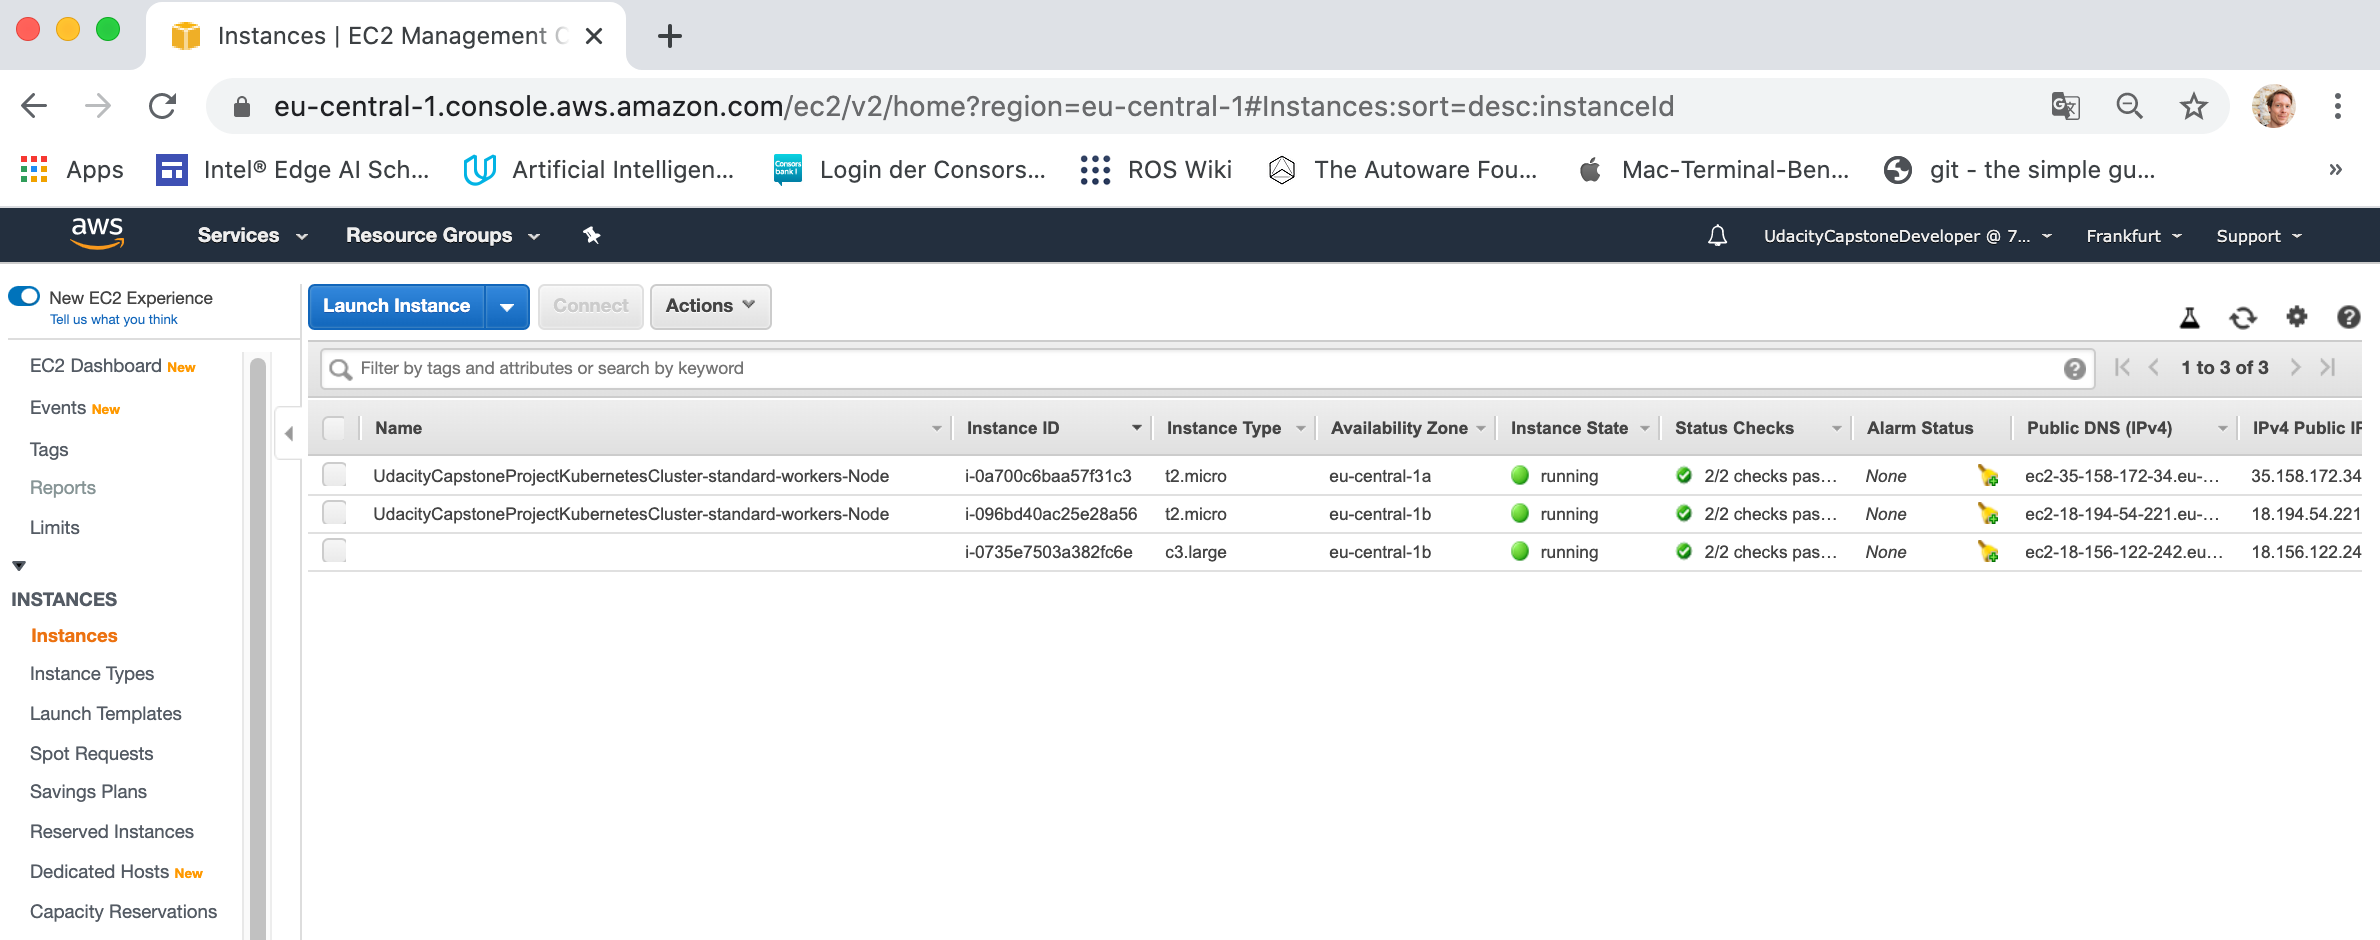 Instances | EC2 Management C
eu-central-1.console.aws.amazon.com/ec2/v2/home?region=eu-central-1#Instances:sort=desc:instanceId
Apps Intel® Edge AI Sch... Artificial Intelligen... Consors bank! Login der Consors... ROS Wiki The Autoware Fou... Mac-Terminal-Ben... git - the simple gu... »
aws Services Resource Groups UdacityCapstoneDeveloper @ 7... Frankfurt Support
New EC2 Experience
Tell us what you think
EC2 Dashboard New
Events New
Tags
Reports
Limits
INSTANCES
Instances
Instance Types
Launch Templates
Spot Requests
Savings Plans
Reserved Instances
Dedicated Hosts New
Capacity Reservations
Launch Instance Connect Actions
Filter by tags and attributes or search by keyword 1 to 3 of 3
Name Instance ID Instance Type Availability Zone Instance State Status Checks Alarm Status Public DNS (IPv4) IPv4 Public IP
UdacityCapstoneProjectKubernetesCluster-standard-workers-Node i-0a700c6baa57f31c3 t2.micro eu-central-1a running 2/2 checks pas... None ec2-35-158-172-34.eu-... 35.158.172.34
UdacityCapstoneProjectKubernetesCluster-standard-workers-Node i-096bd40ac25e28a56 t2.micro eu-central-1b running 2/2 checks pas... None ec2-18-194-54-221.eu-... 18.194.54.221
i-0735e7503a382fc6e c3.large eu-central-1b running 2/2 checks pas... None ec2-18-156-122-242.eu... 18.156.122.24